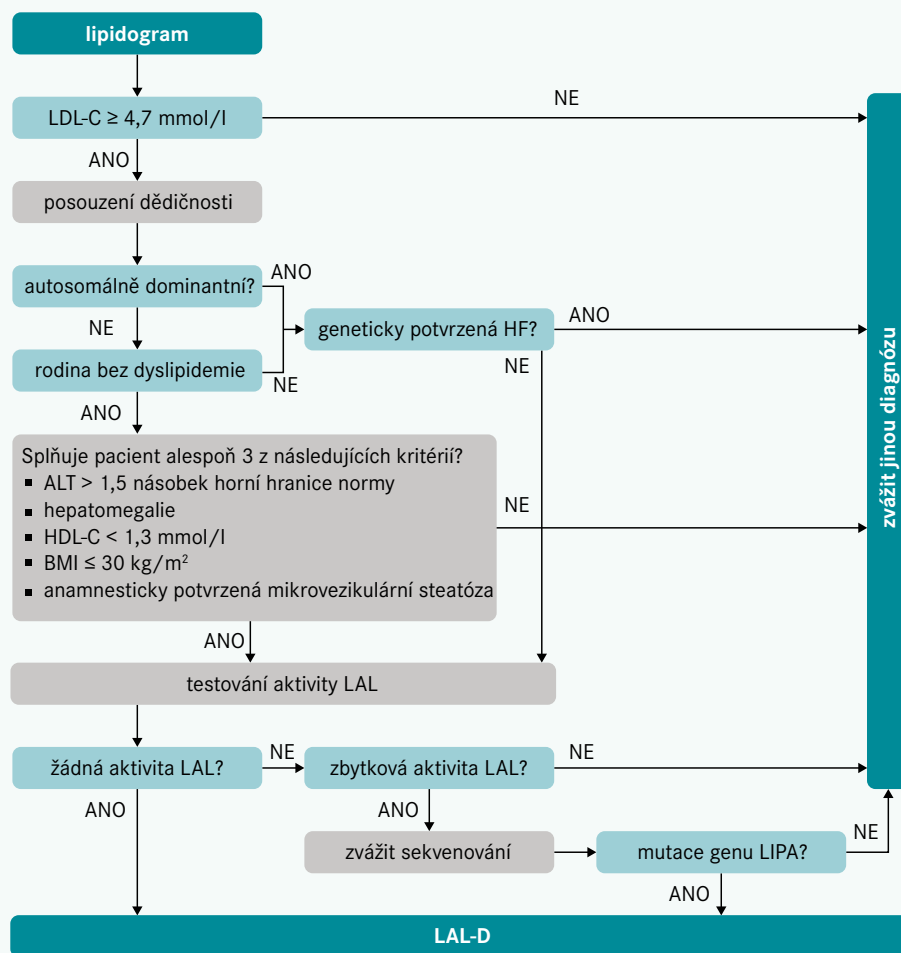 lipidogram
LDL-C ≥ 4,7 mmol/l
NE
ANO
posouzení dědičnosti
autosomálně dominantní?
ANO
NE
geneticky potvrzená HF?
ANO
NE
rodina bez dyslipidemie
NE
ANO
Splňuje pacient alespoň 3 z následujících kritérií?
▪ ALT > 1,5 násobek horní hranice normy
▪ hepatomegalie
▪ HDL-C < 1,3 mmol/l
▪ BMI ≤ 30 kg/m²
▪ anamnesticky potvrzená mikrovezikulární steatóza
NE
ANO
testování aktivity LAL
žádná aktivita LAL?
NE
zbytková aktivita LAL?
NE
ANO
ANO
zvážit sekvenování
mutace genu LIPA?
NE
ANO
zvážit jinou diagnózu
LAL-D